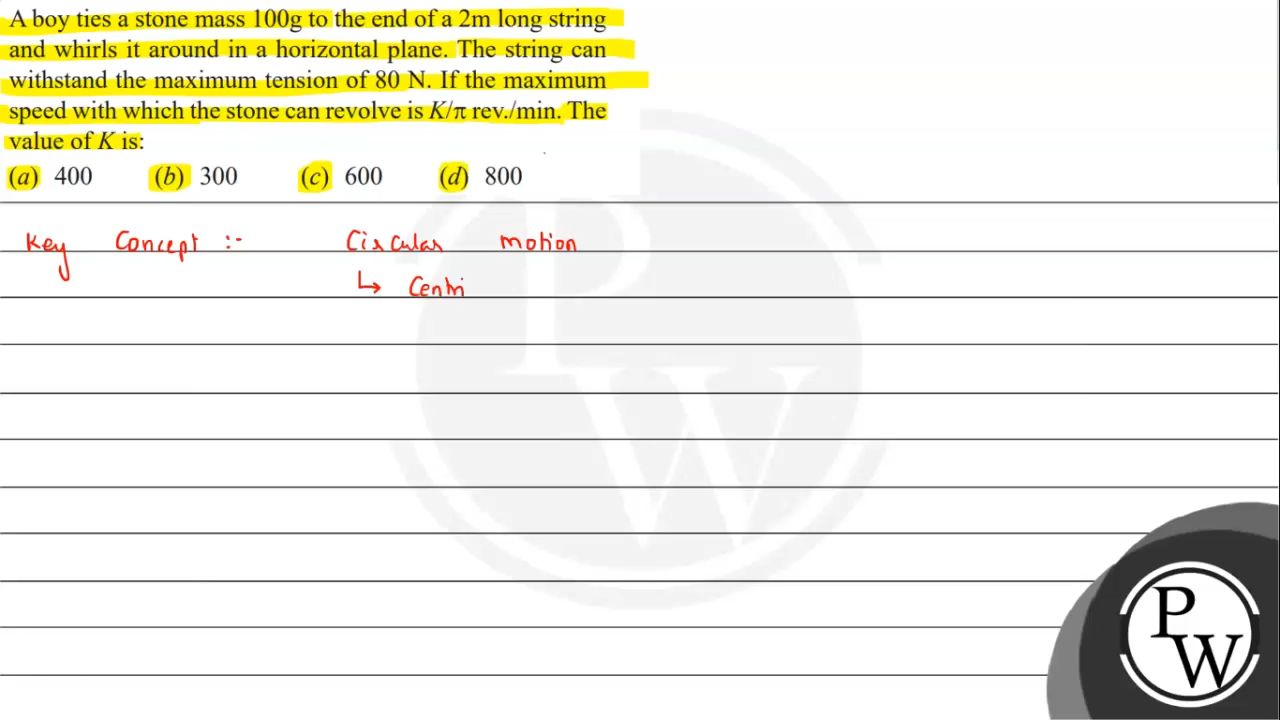 A boy ties a stone mass 100g to the end of a 2m long string
and whirls it around in a horizontal plane. The string can
withstand the maximum tension of 80 N. If the maximum
speed with which the stone can revolve is K/π rev./min. The
value of K is:
(a) 400 (b) 300 (c) 600 (d) 800
Key Concept :- Circular motion
↳ Centri
PW
PW